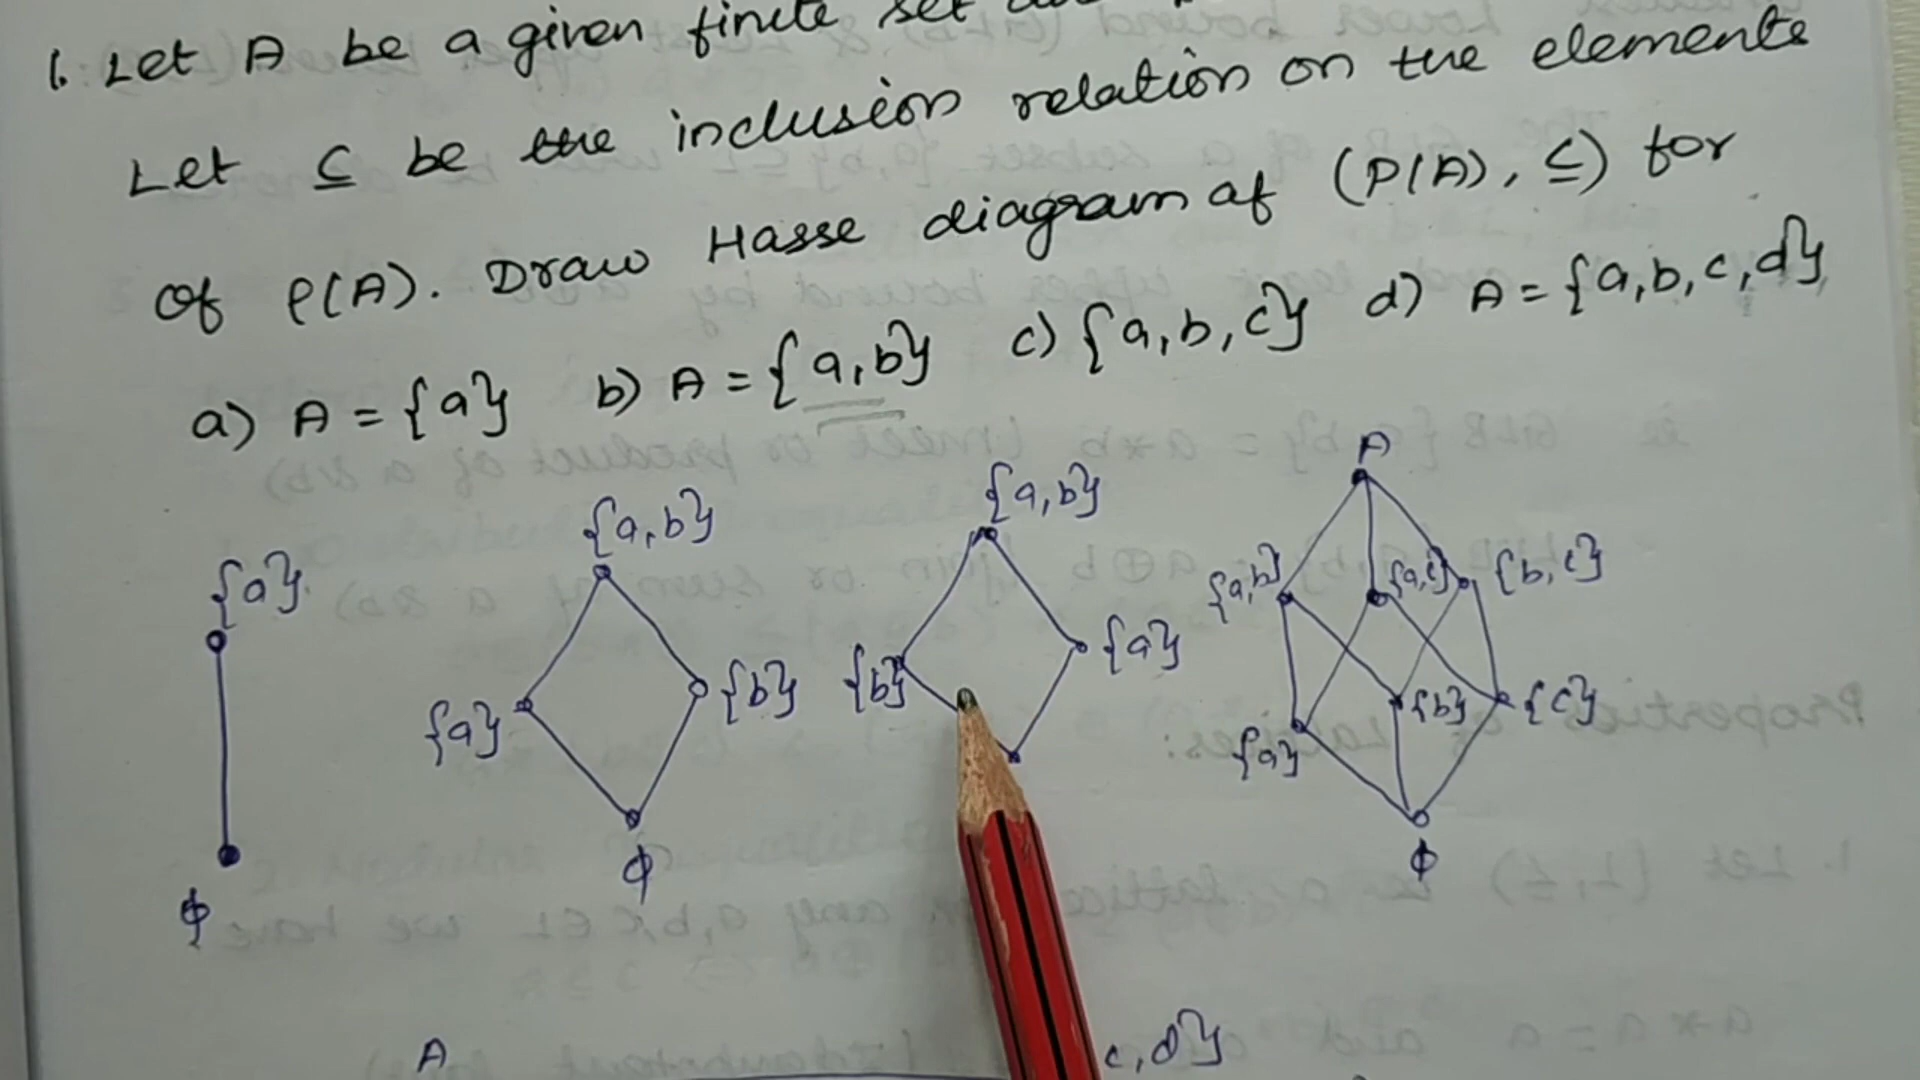 1. Let A be a given finite set
Let ⊆ be the inclusion relation on the elements
of ρ(A). Draw Hasse diagram of (P(A), ⊆) for
a) A = {a} b) A = {a,b} c) {a,b,c} d) A = {a,b,c,d}
{a}
φ
{a,b}
{a}
{b}
φ
{a,b}
{b}
{a}
A
{a,b}
{a,c}
{b,c}
{a}
{b}
{c}
φ
A
c,d}